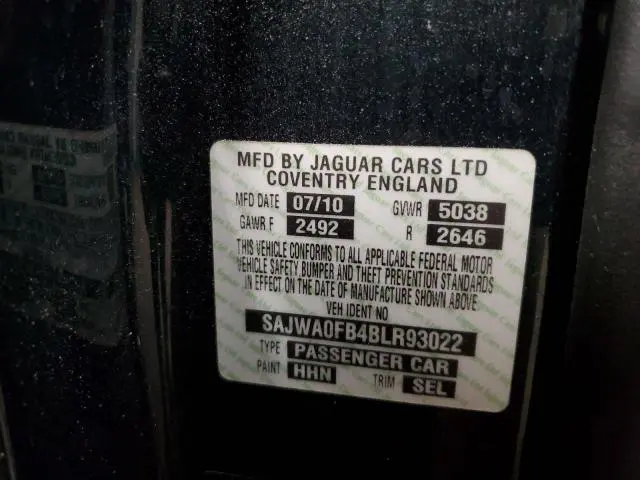 MFD BY JAGUAR CARS LTD
COVENTRY ENGLAND
MFD DATE 07/10 GVWR 5038
GAWR F 2492 R 2646
THIS VEHICLE CONFORMS TO ALL APPLICABLE FEDERAL MOTOR
VEHICLE SAFETY BUMPER AND THEFT PREVENTION STANDARDS
IN EFFECT ON THE DATE OF MANUFACTURE SHOWN ABOVE
VEH IDENT NO
SAJWA0FB4BLR93022
TYPE PASSENGER CAR
PAINT HHN TRIM SEL